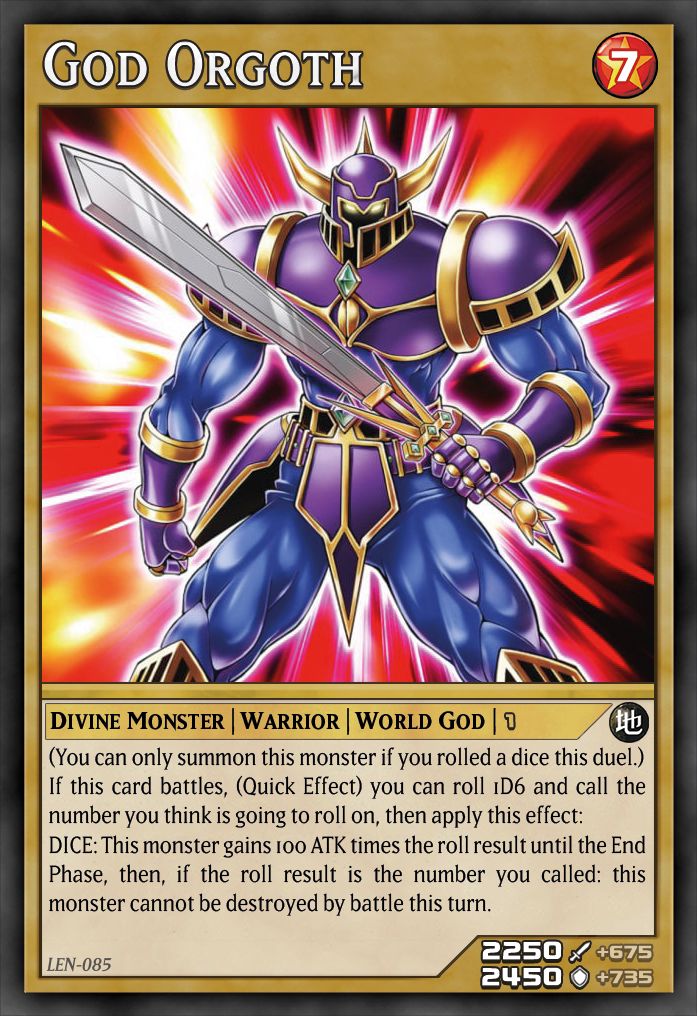 God Orgoth
7
Divine Monster | Warrior | World God |
(You can only summon this monster if you rolled a dice this duel.)
If this card battles, (Quick Effect) you can roll 1D6 and call the
number you think is going to roll on, then apply this effect:
DICE: This monster gains 100 ATK times the roll result until the End
Phase, then, if the roll result is the number you called: this
monster cannot be destroyed by battle this turn.
LEN-085
2250 +675
2450 +735